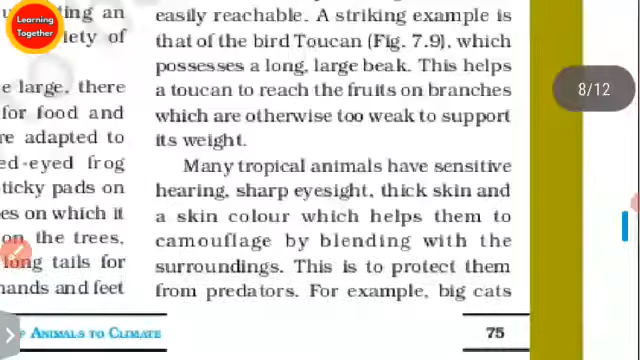 Learning
Together
ing an
iety of
e large, there
for food and
re adapted to
ed-eyed frog
sticky pads on
es on which it
on the trees,
long tails for
hands and feet
easily reachable. A striking example is
that of the bird Toucan (Fig. 7.9), which
possesses a long, large beak. This helps
a toucan to reach the fruits on branches
which are otherwise too weak to support
its weight.
Many tropical animals have sensitive
hearing, sharp eyesight, thick skin and
a skin colour which helps them to
camouflage by blending with the
surroundings. This is to protect them
from predators. For example, big cats
8/12
ANIMALS TO CLIMATE
75